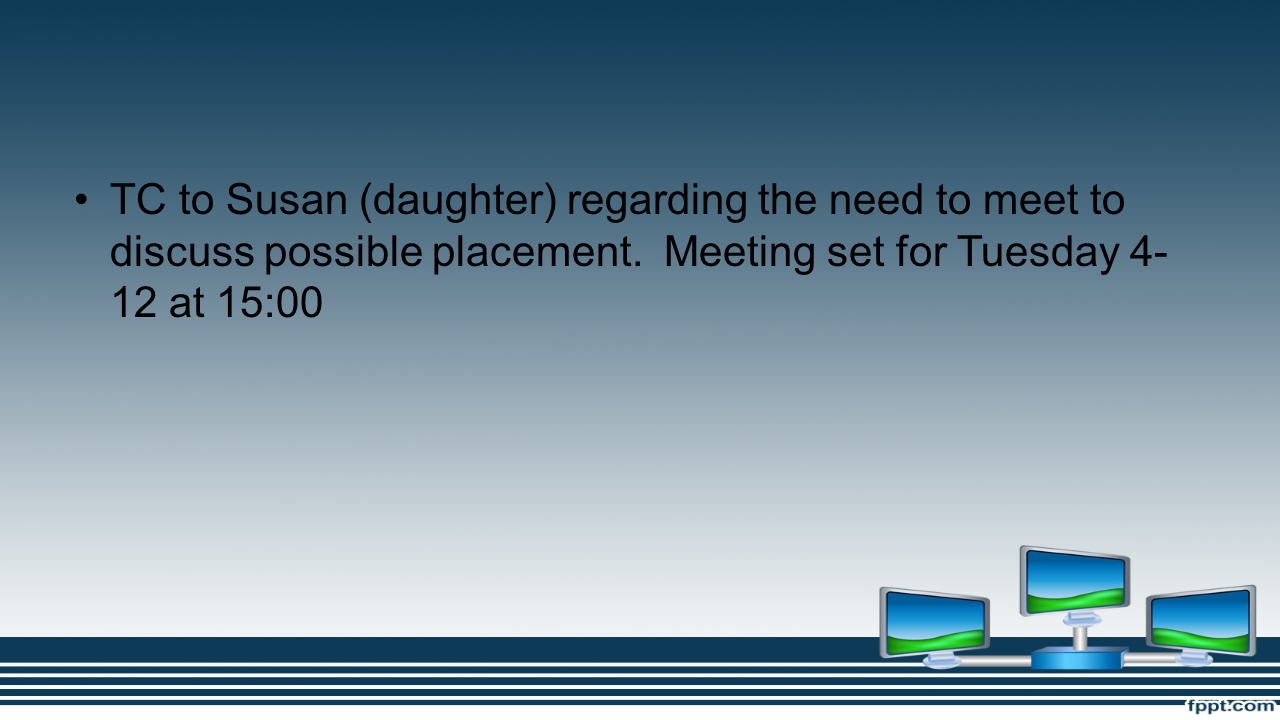 • TC to Susan (daughter) regarding the need to meet to
discuss possible placement.  Meeting set for Tuesday 4-
12 at 15:00
fppt.com